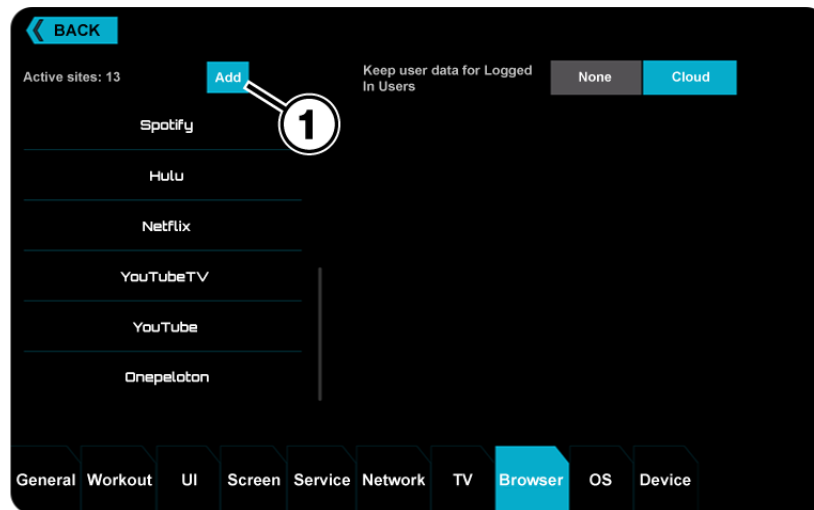 BACK
Active sites: 13
Add
Keep user data for Logged
In Users
None
Cloud
1
Spotify
Hulu
Netflix
YouTubeTV
YouTube
Onepeloton
General Workout UI Screen Service Network TV Browser OS Device